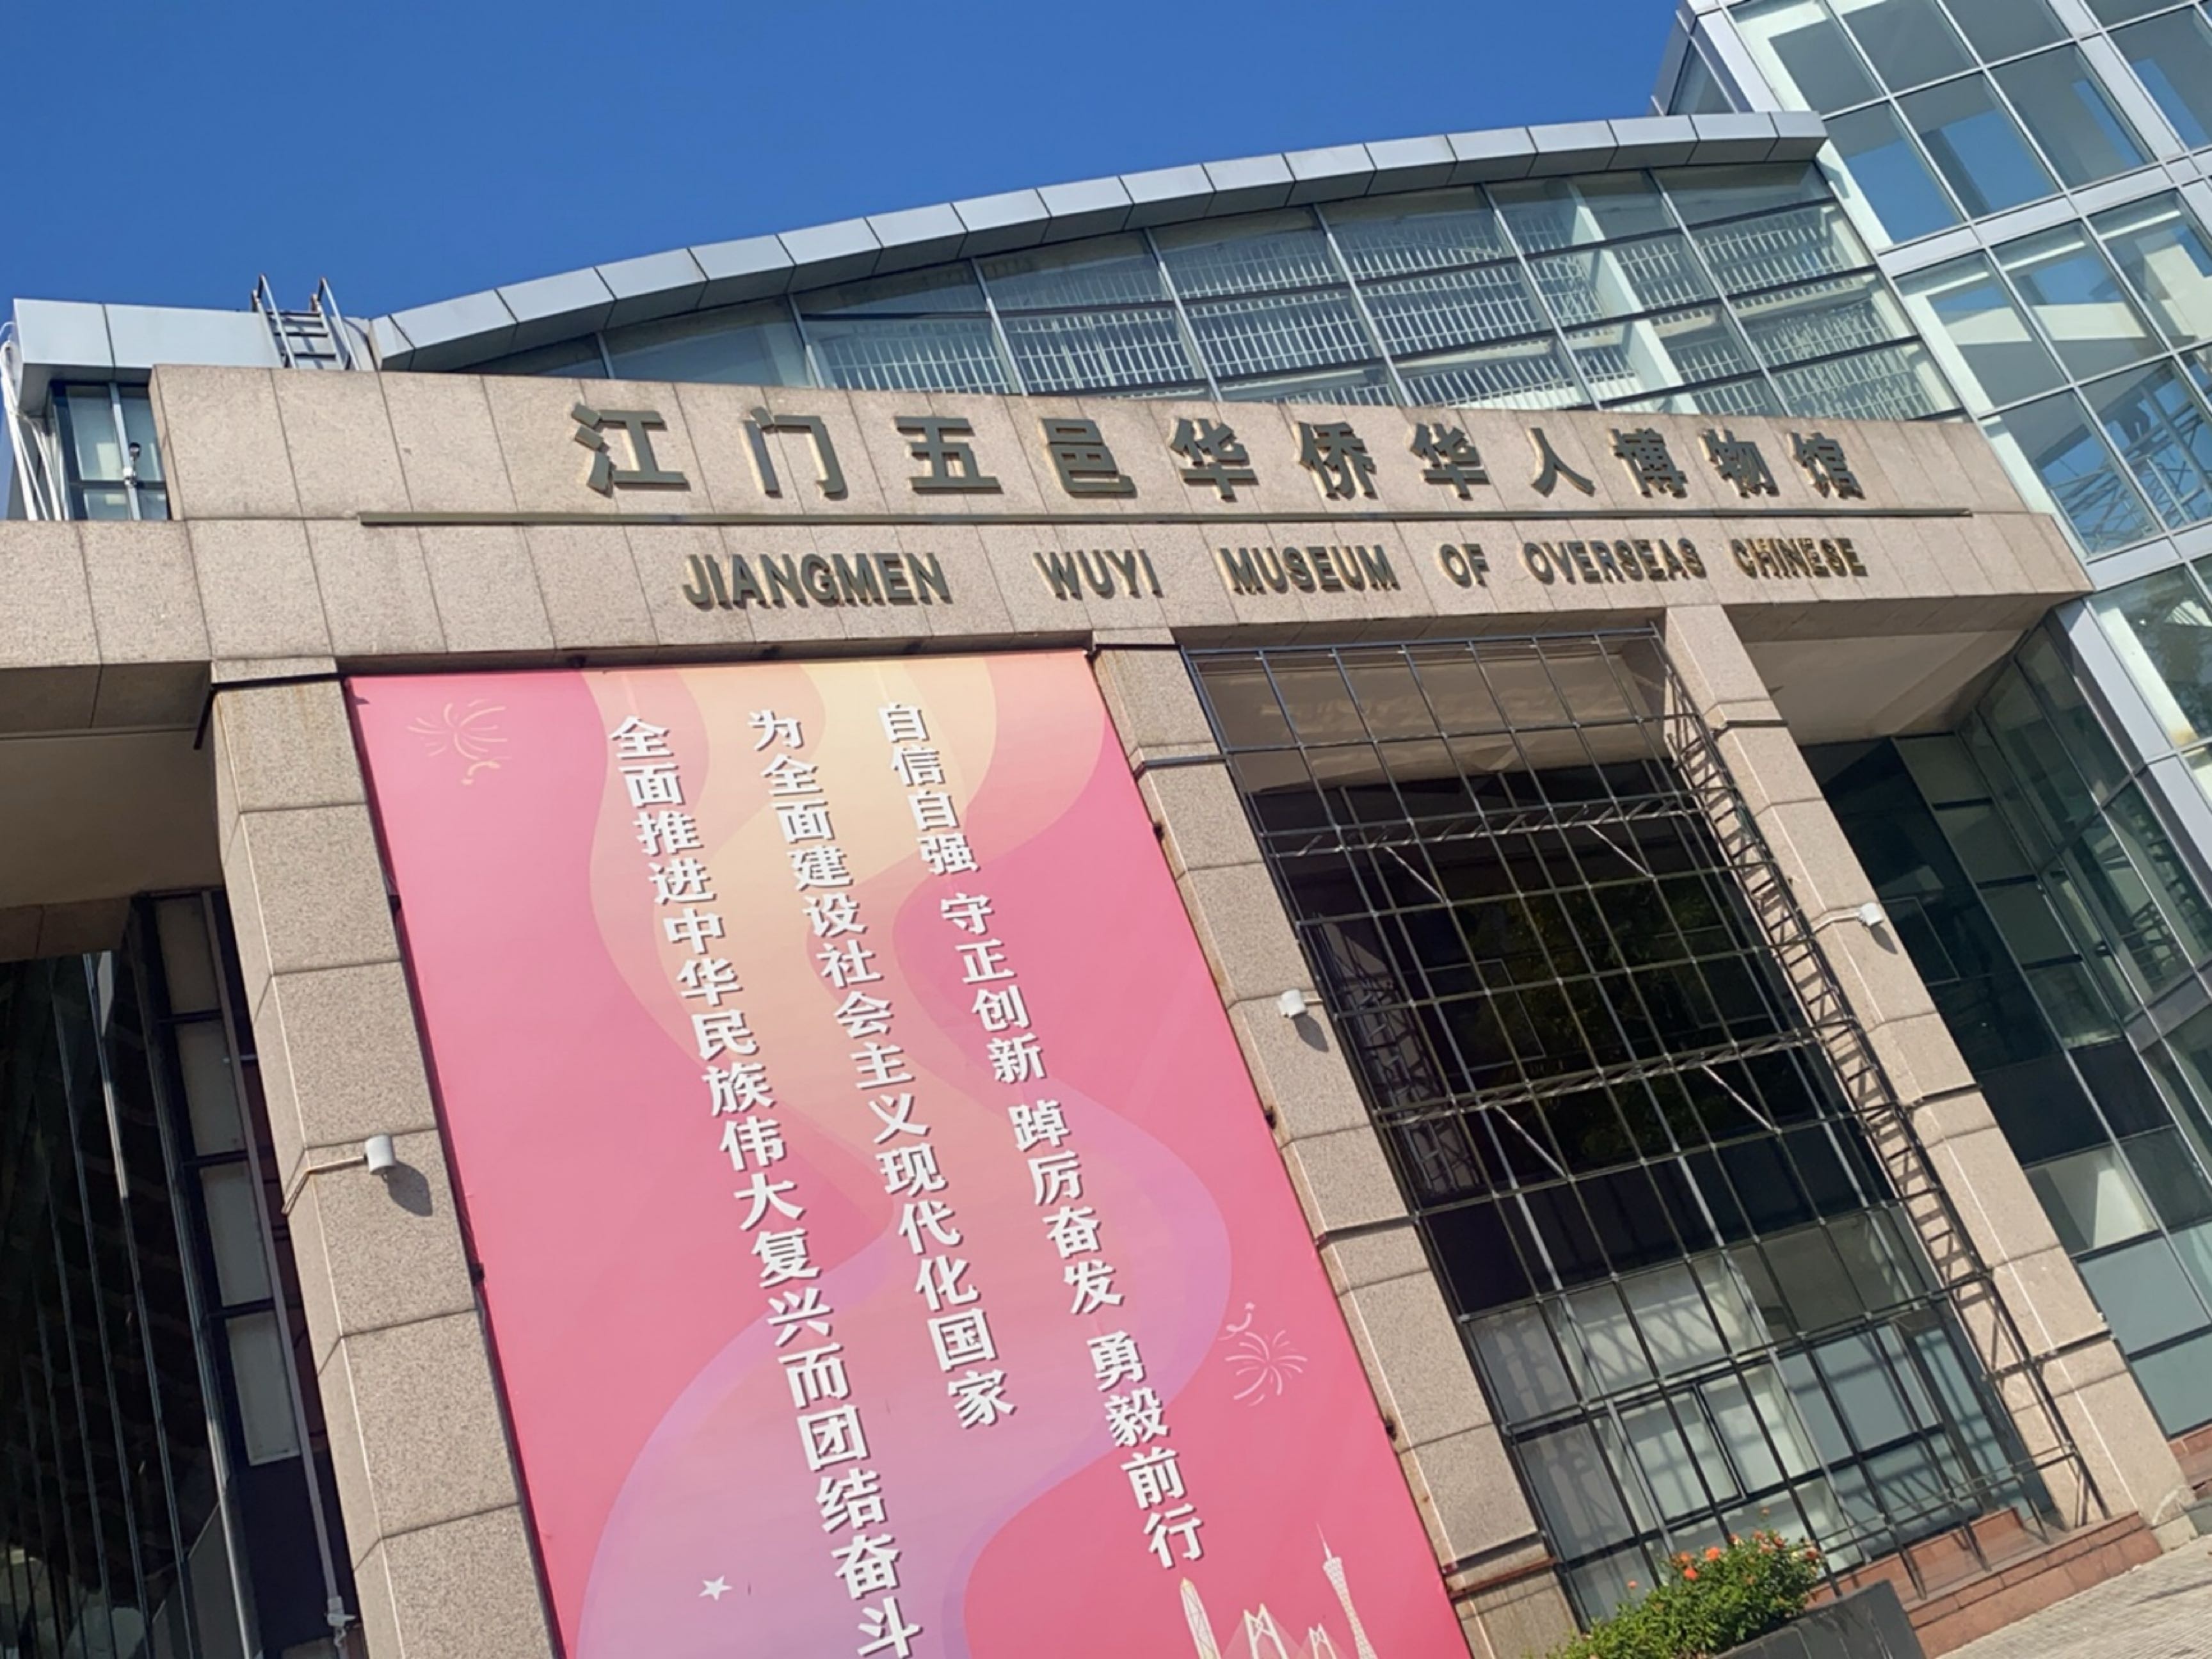 江门五邑华侨华人博物馆
JIANGMEN WUYI MUSEUM OF OVERSEAS CHINESE
自信自强 守正创新 踔厉奋发 勇毅前行
为全面建设社会主义现代化国家
全面推进中华民族伟大复兴而团结奋斗